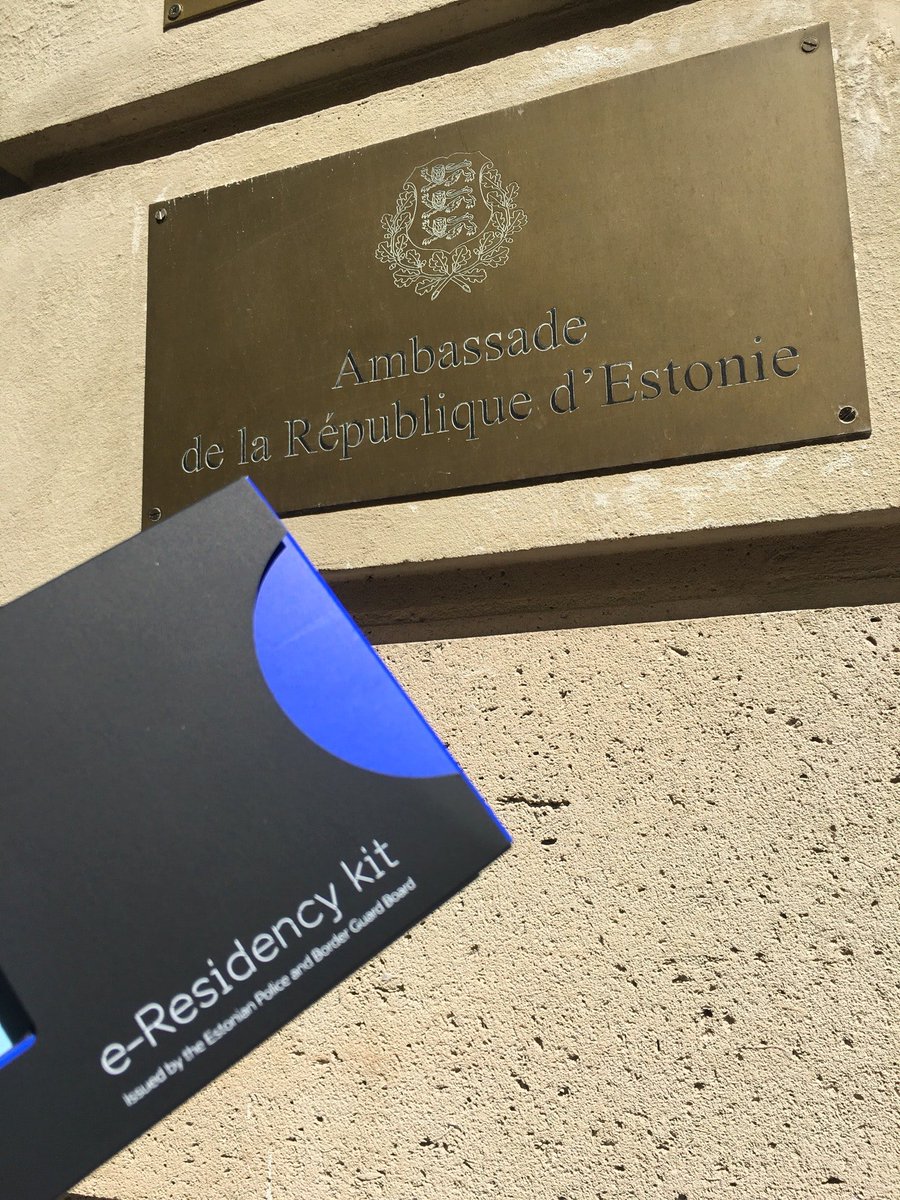 Ambassade
de la République d'Estonie
e-Residency kit
Issued by the Estonian Police and Border Guard Board